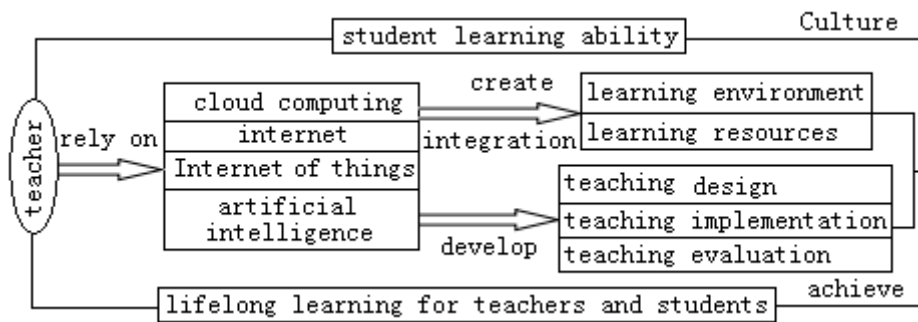 student learning ability
Culture
teacher
rely on
cloud computing
internet
Internet of things
artificial
intelligence
create
integration
develop
learning environment
learning resources
teaching design
teaching implementation
teaching evaluation
lifelong learning for teachers and students
achieve